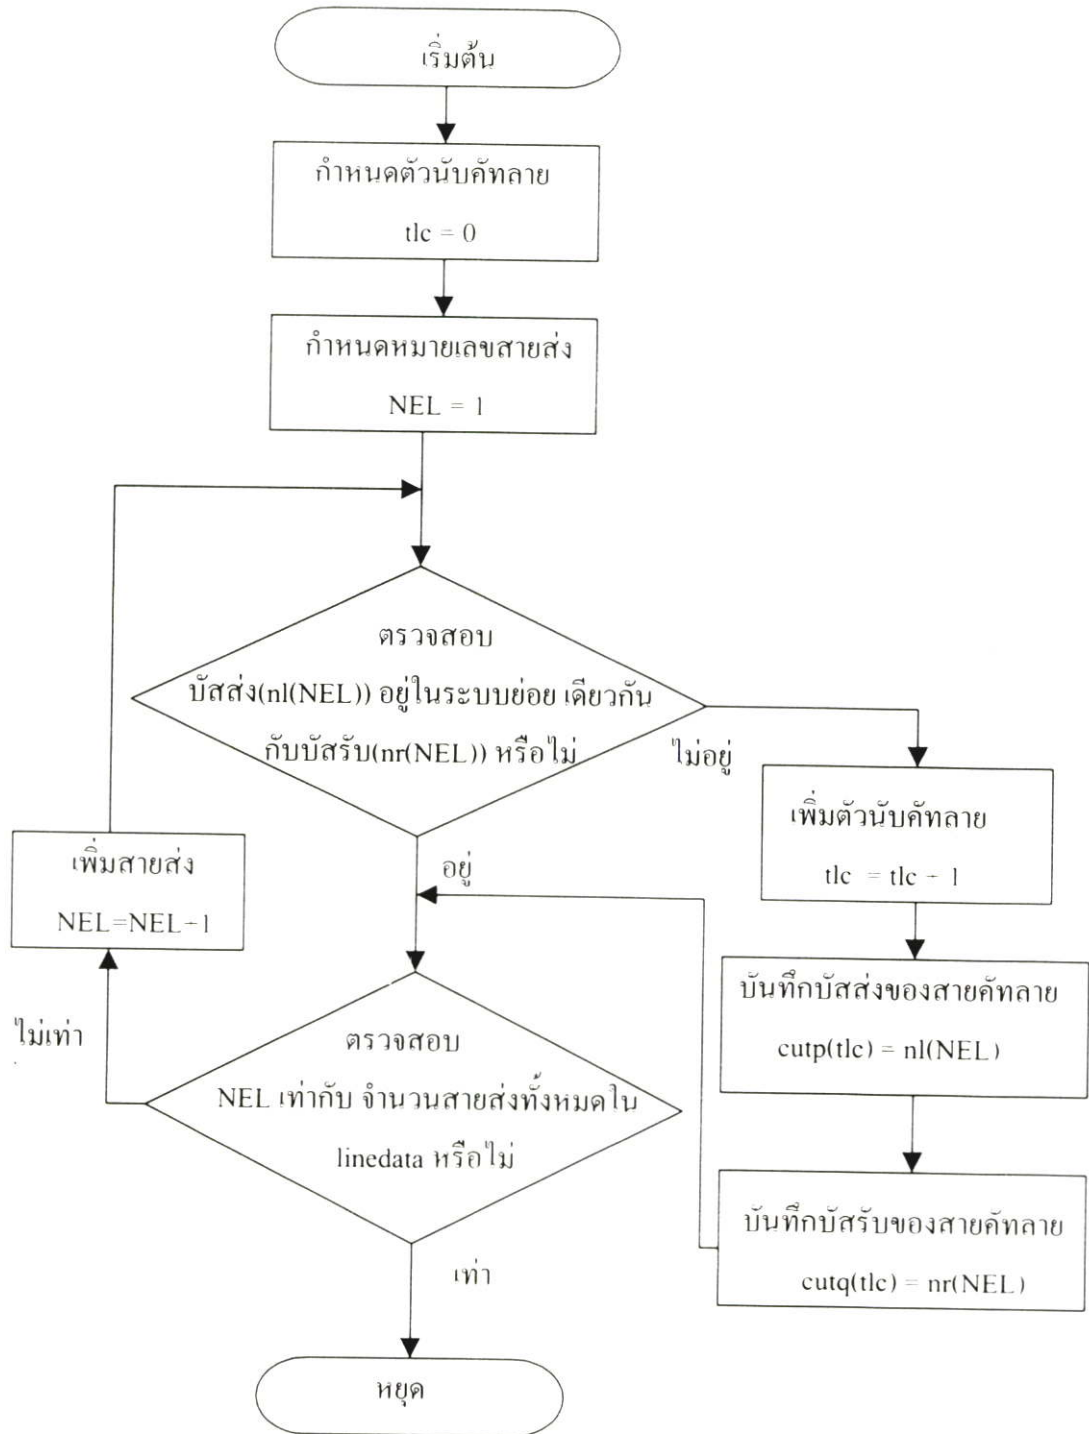 เริ่มต้น
กำหนดตัวนับคัทลาย
tlc = 0
กำหนดหมายเลขสายส่ง
NEL = 1
ตรวจสอบ
บัสส่ง(nl(NEL)) อยู่ในระบบย่อย เดียวกัน
กับบัสรับ(nr(NEL)) หรือไม่
ไม่อยู่
เพิ่มตัวนับคัทลาย
tlc = tlc - 1
อยู่
เพิ่มสายส่ง
NEL=NEL-1
บันทึกบัสส่งของสายคัทลาย
cutp(tlc) = nl(NEL)
ไม่เท่า
ตรวจสอบ
NEL เท่ากับ จำนวนสายส่งทั้งหมดใน
linedata หรือไม่
บันทึกบัสรับของสายคัทลาย
cutq(tlc) = nr(NEL)
เท่า
หยุด